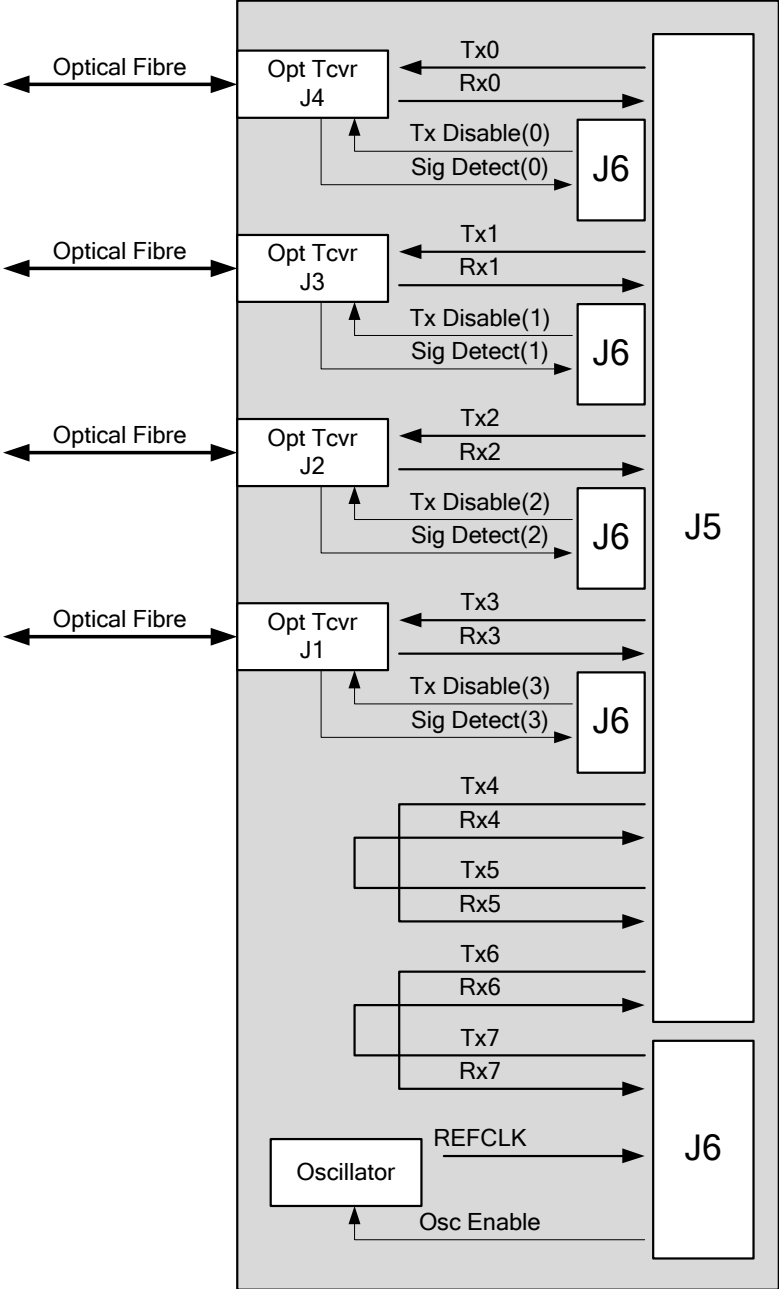 Optical Fibre
Opt Tcvr
J4
Tx0
Rx0
Tx Disable(0)
Sig Detect(0)
J6
Optical Fibre
Opt Tcvr
J3
Tx1
Rx1
Tx Disable(1)
Sig Detect(1)
J6
Optical Fibre
Opt Tcvr
J2
Tx2
Rx2
Tx Disable(2)
Sig Detect(2)
J6
J5
Optical Fibre
Opt Tcvr
J1
Tx3
Rx3
Tx Disable(3)
Sig Detect(3)
J6
Tx4
Rx4
Tx5
Rx5
Tx6
Rx6
Tx7
Rx7
REFCLK
Oscillator
J6
Osc Enable